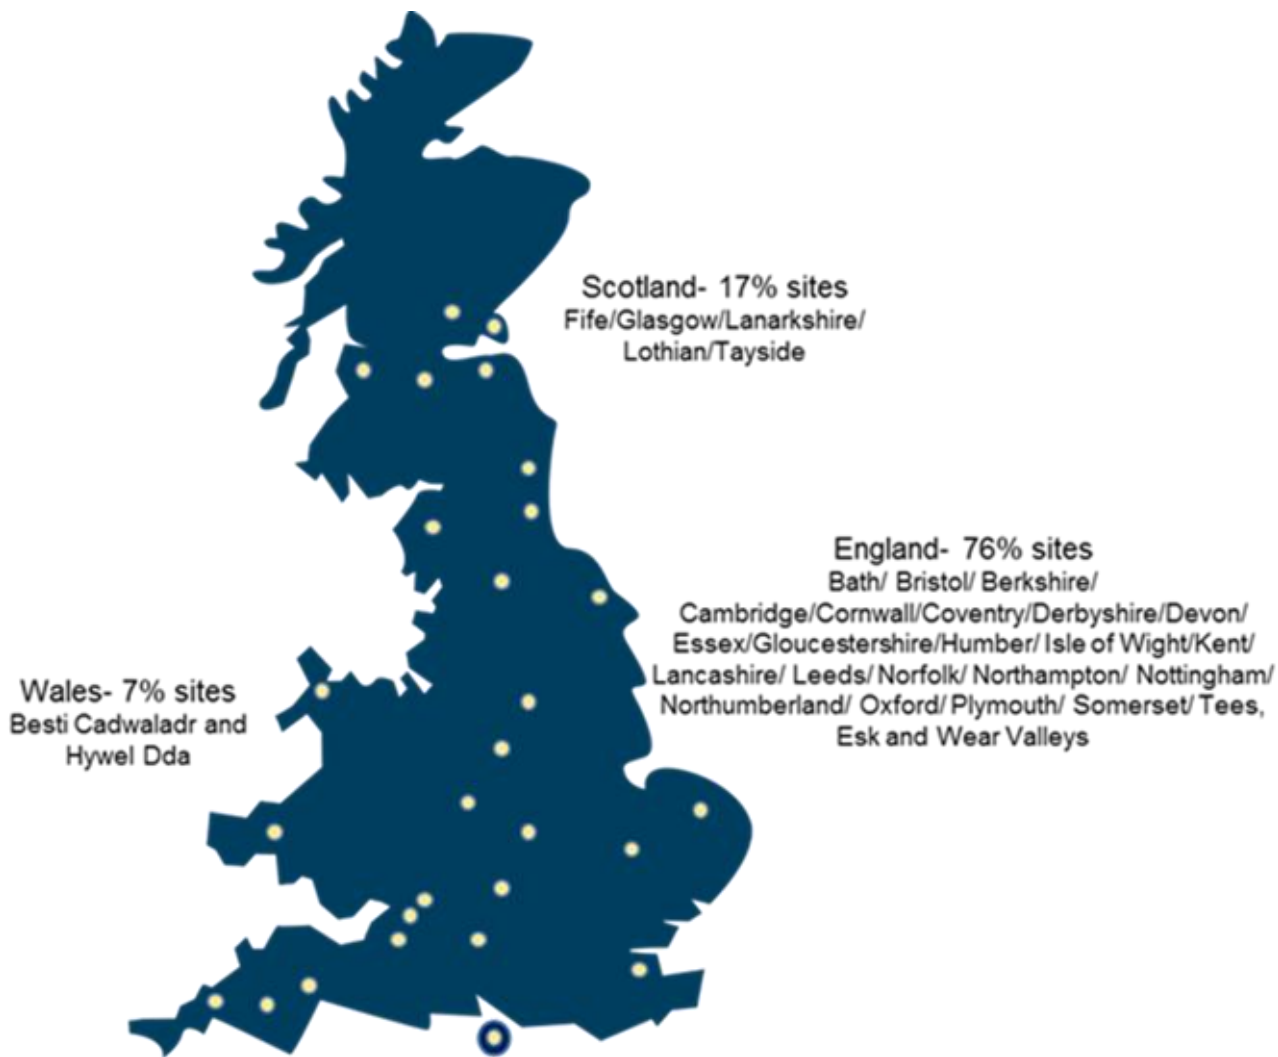 Scotland- 17% sites
Fife/Glasgow/Lanarkshire/
Lothian/Tayside
England- 76% sites
Bath/ Bristol/ Berkshire/
Cambridge/Cornwall/Coventry/Derbyshire/Devon/
Essex/Gloucestershire/Humber/ Isle of Wight/Kent/
Lancashire/ Leeds/ Norfolk/ Northampton/ Nottingham/
Northumberland/ Oxford/ Plymouth/ Somerset/ Tees,
Esk and Wear Valleys
Wales- 7% sites
Besti Cadwaladr and
Hywel Dda